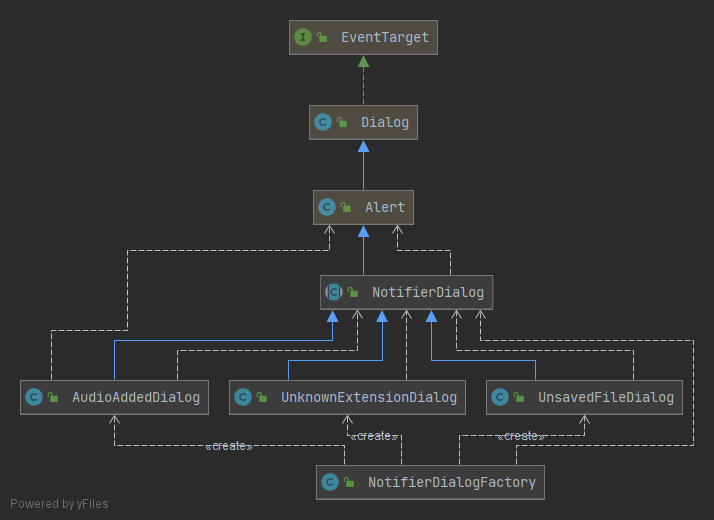 I EventTarget
C Dialog
C Alert
C NotifierDialog
C AudioAddedDialog
C UnknownExtensionDialog
C UnsavedFileDialog
«create»
«create»
«create»
C NotifierDialogFactory
Powered by yFiles